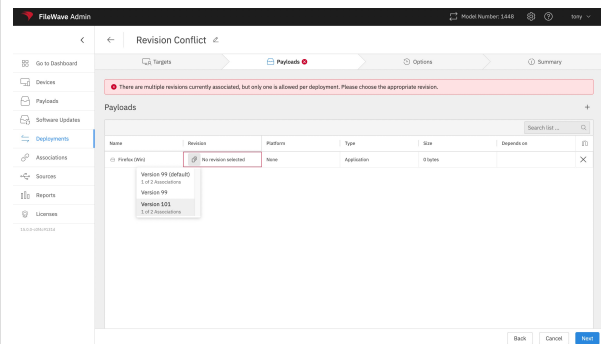 FileWave Admin
Model Number: 1448
tony
Revision Conflict
Go to Dashboard
Devices
Payloads
Software Updates
Deployments
Associations
Sources
Reports
Licenses
Targets
Payloads
Options
Summary
There are multiple revisions currently associated, but only one is allowed per deployment. Please choose the appropriate revision.
Payloads
Search list ...
Name Revision Platform Type Size Depends on
Firefox (Win) No revision selected None Application 0 bytes
Version 99 (default)
1 of 2 Associations
Version 99
Version 101
1 of 2 Associations
Back Cancel Next